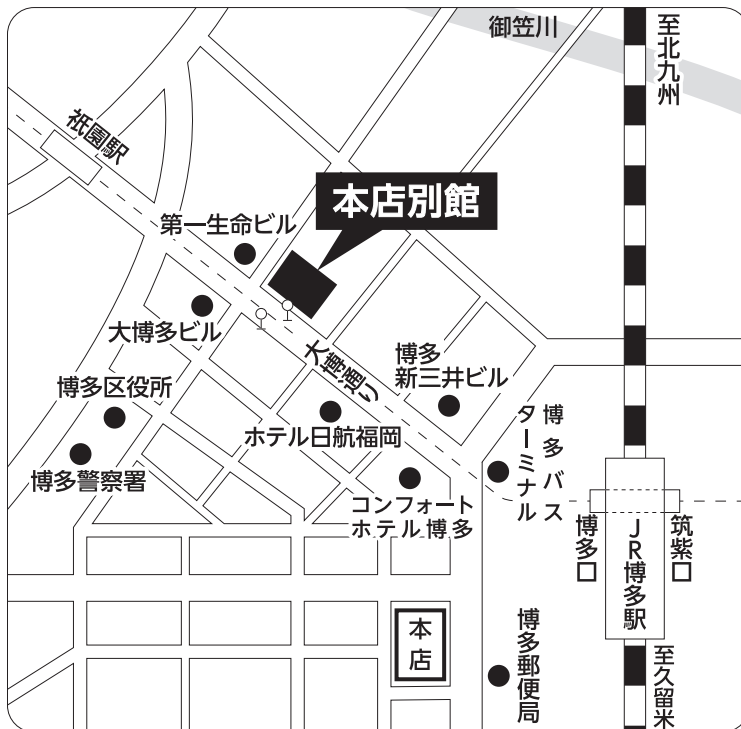 御笠川
至北九州
祇園駅
本店別館
第一生命ビル
大博多ビル
大博通り
博多
新三井ビル
博多区役所
ホテル日航福岡
博多バス
ターミナル
博多警察署
コンフォート
ホテル博多
博多口
JR博多駅
筑紫口
本店
博多郵便局
至久留米